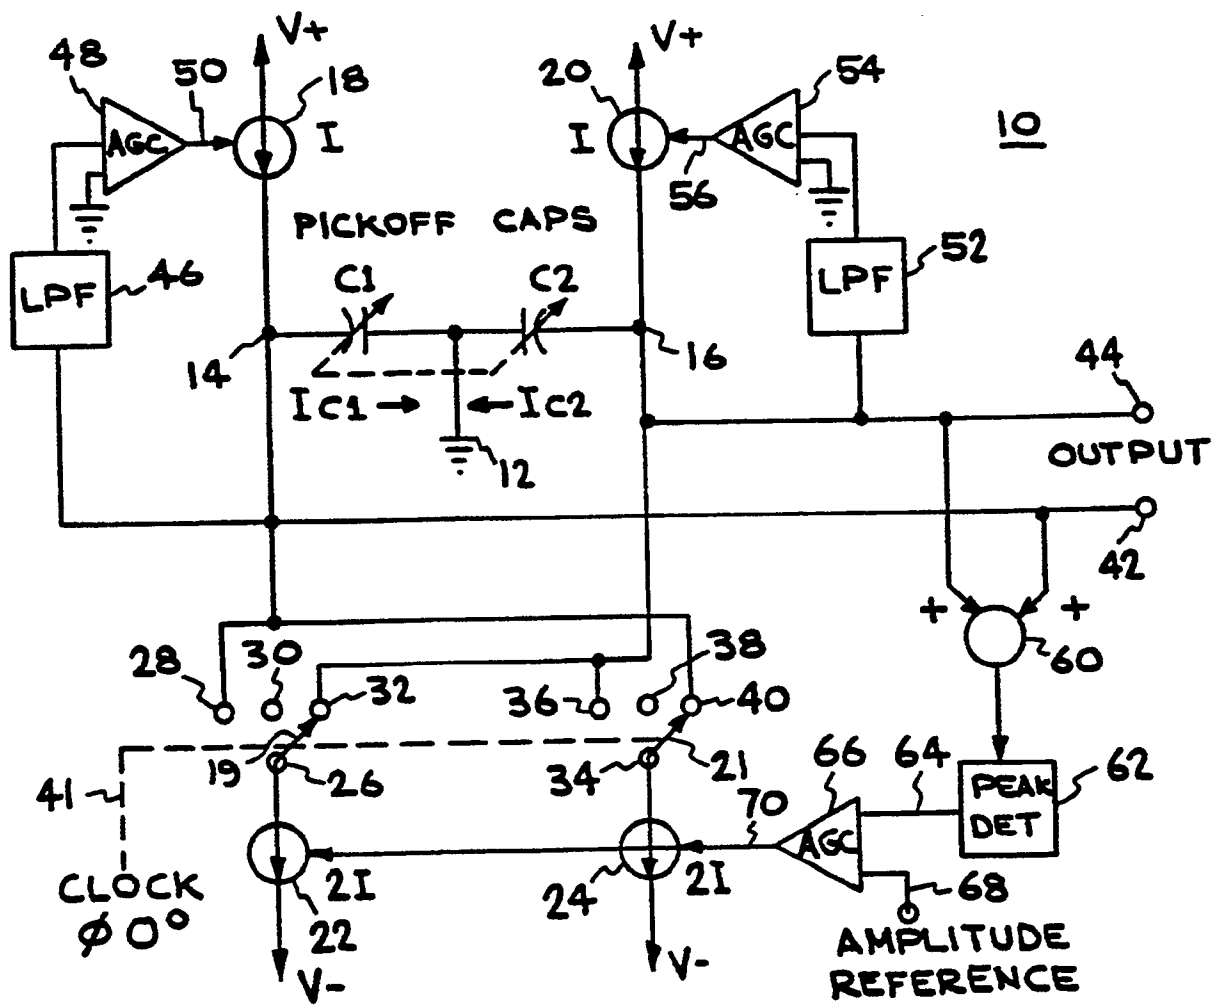 V+
V+
48
50
18
20
54
AGC
I
I
AGC
10
56
PICKOFF CAPS
LPF
46
C1
C2
LPF
52
14
16
44
IC1
IC2
12
OUTPUT
42
+
+
60
28
30
32
36
38
40
19
26
34
21
66
64
62
41
70
PEAK
DET
AGC
CLOCK
2I
24
2I
68
Ø 0°
22
V-
V-
AMPLITUDE
REFERENCE